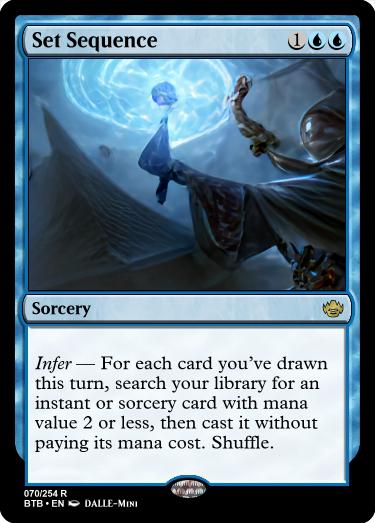 Set Sequence 1
Sorcery
Infer — For each card you've drawn
this turn, search your library for an
instant or sorcery card with mana
value 2 or less, then cast it without
paying its mana cost. Shuffle.
070/254 R
BTB • EN DALLE-Mini